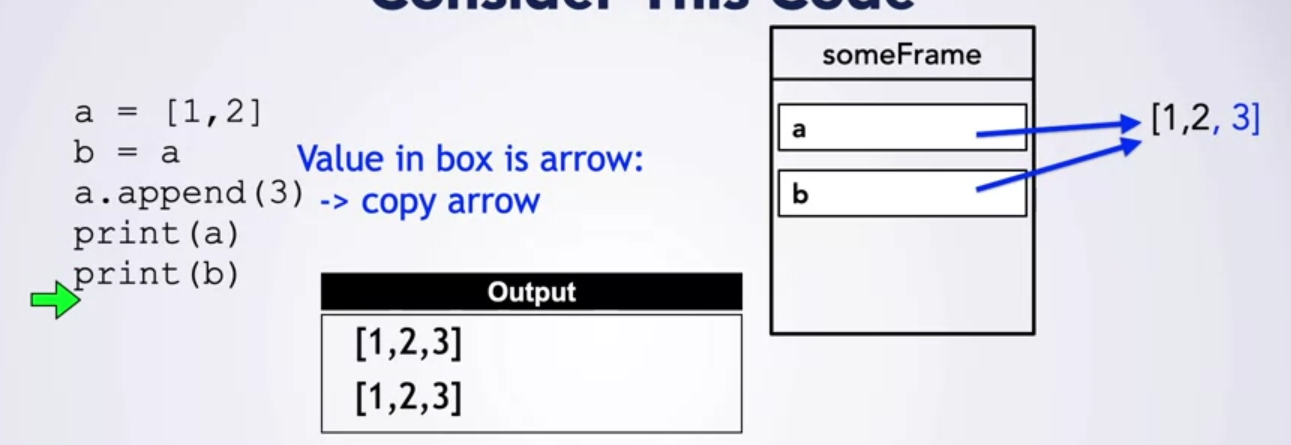 Consider This Code
a = [1,2]
b = a
a.append(3)
print(a)
print(b)
Value in box is arrow:
-> copy arrow
Output
[1,2,3]
[1,2,3]
someFrame
a
b
[1,2, 3]